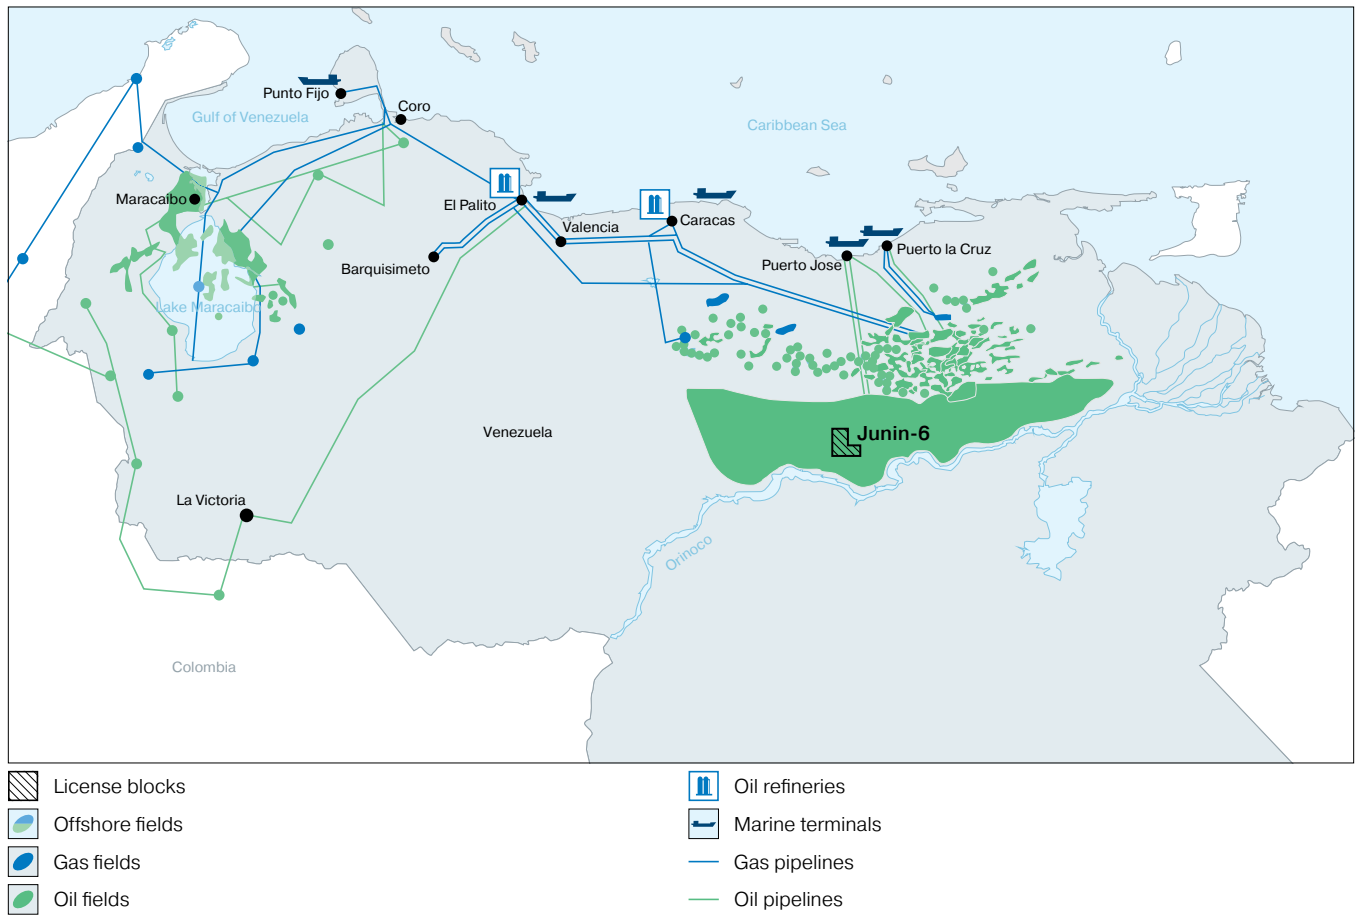 Punto Fijo
Coro
Gulf of Venezuela
Caribbean Sea
Maracaibo
El Palito
Caracas
Valencia
Puerto la Cruz
Barquisimeto
Puerto Jose
Lake Maracaibo
Venezuela
Junin-6
La Victoria
Orinoco
Colombia
License blocks
Oil refineries
Offshore fields
Marine terminals
Gas fields
Gas pipelines
Oil fields
Oil pipelines